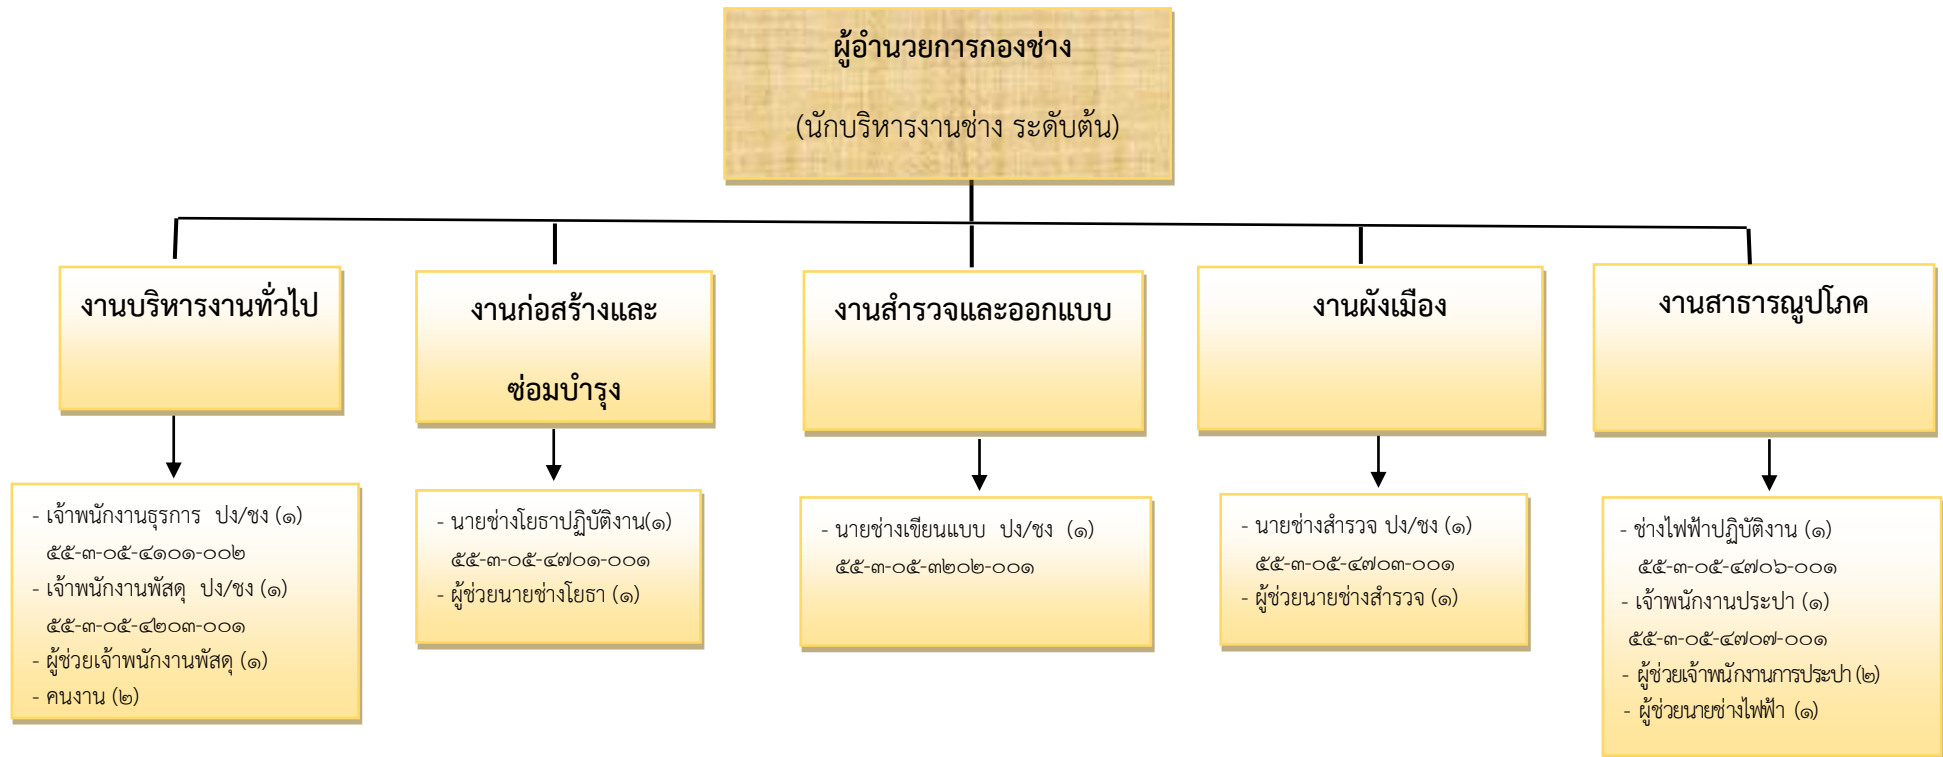 ผู้อำนวยการกองช่าง
(นักบริหารงานช่าง ระดับต้น)
งานบริหารงานทั่วไป
งานก่อสร้างและ
ซ่อมบำรุง
งานสำรวจและออกแบบ
งานผังเมือง
งานสาธารณูปโภค
- เจ้าพนักงานธุรการ ปง/ชง (๑)
๕๕-๓-๐๕-๔๑๐๑-๐๐๒
- เจ้าพนักงานพัสดุ ปง/ชง (๑)
๕๕-๓-๐๕-๔๒๐๓-๐๐๑
- ผู้ช่วยเจ้าพนักงานพัสดุ (๑)
- คนงาน (๒)
- นายช่างโยธาปฏิบัติงาน(๑)
๕๕-๓-๐๕-๔๗๐๑-๐๐๑
- ผู้ช่วยนายช่างโยธา (๑)
- นายช่างเขียนแบบ ปง/ชง (๑)
๕๕-๓-๐๕-๓๒๐๒-๐๐๑
- นายช่างสำรวจ ปง/ชง (๑)
๕๕-๓-๐๕-๔๗๐๓-๐๐๑
- ผู้ช่วยนายช่างสำรวจ (๑)
- ช่างไฟฟ้าปฏิบัติงาน (๑)
๕๕-๓-๐๕-๔๗๐๖-๐๐๑
- เจ้าพนักงานประปา (๑)
๕๕-๓-๐๕-๔๗๐๗-๐๐๑
- ผู้ช่วยเจ้าพนักงานการประปา (๒)
- ผู้ช่วยนายช่างไฟฟ้า (๑)